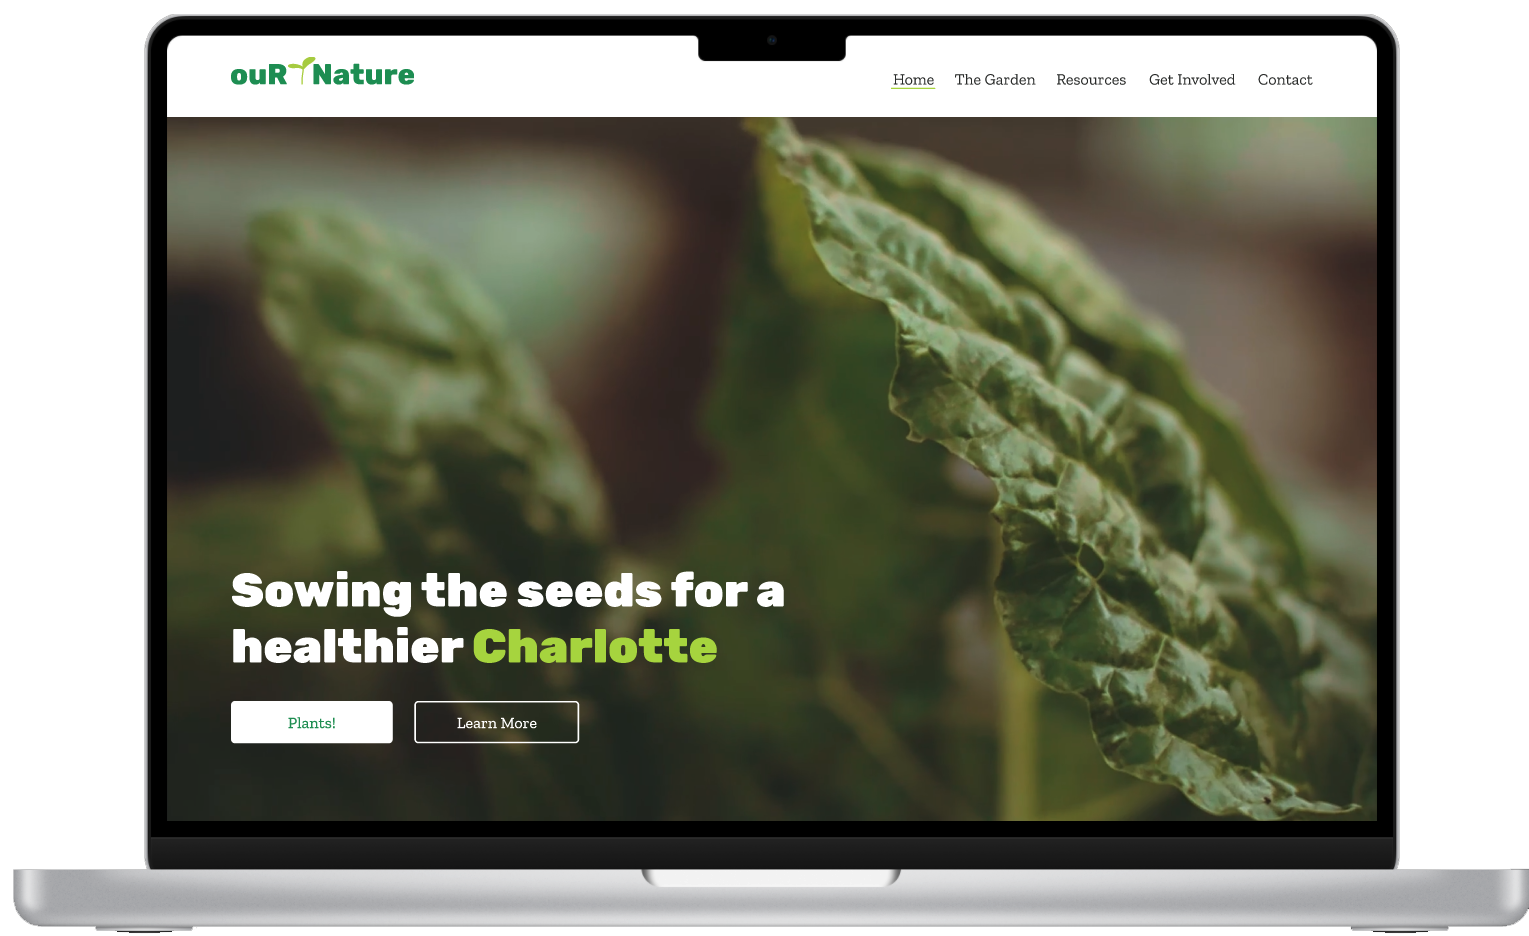 ouR Nature
Home The Garden Resources Get Involved Contact
Sowing the seeds for a
healthier Charlotte
Plants! Learn More